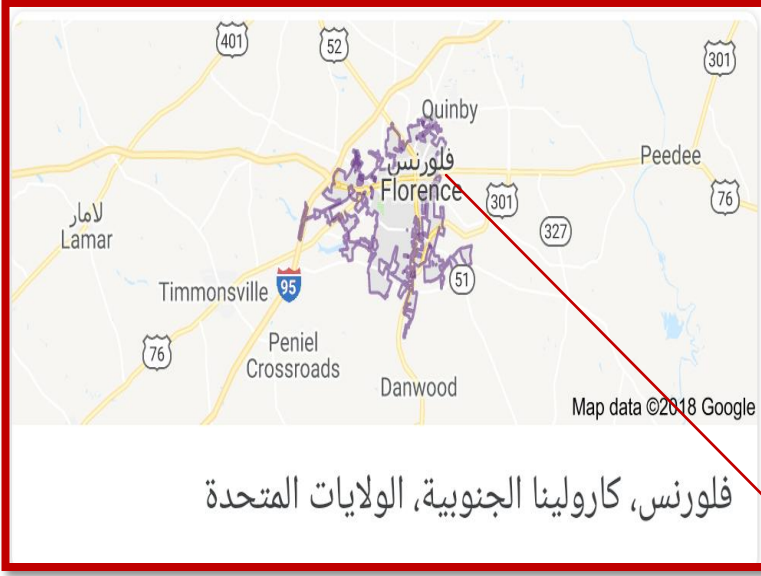 401
52
301
Quinby
فلورنس
Florence
Peedee
301
76
لامار
Lamar
327
51
Timmonsville
95
76
Peniel
Crossroads
Danwood
Map data ©2018 Google
فلورنس، كارولينا الجنوبية، الولايات المتحدة